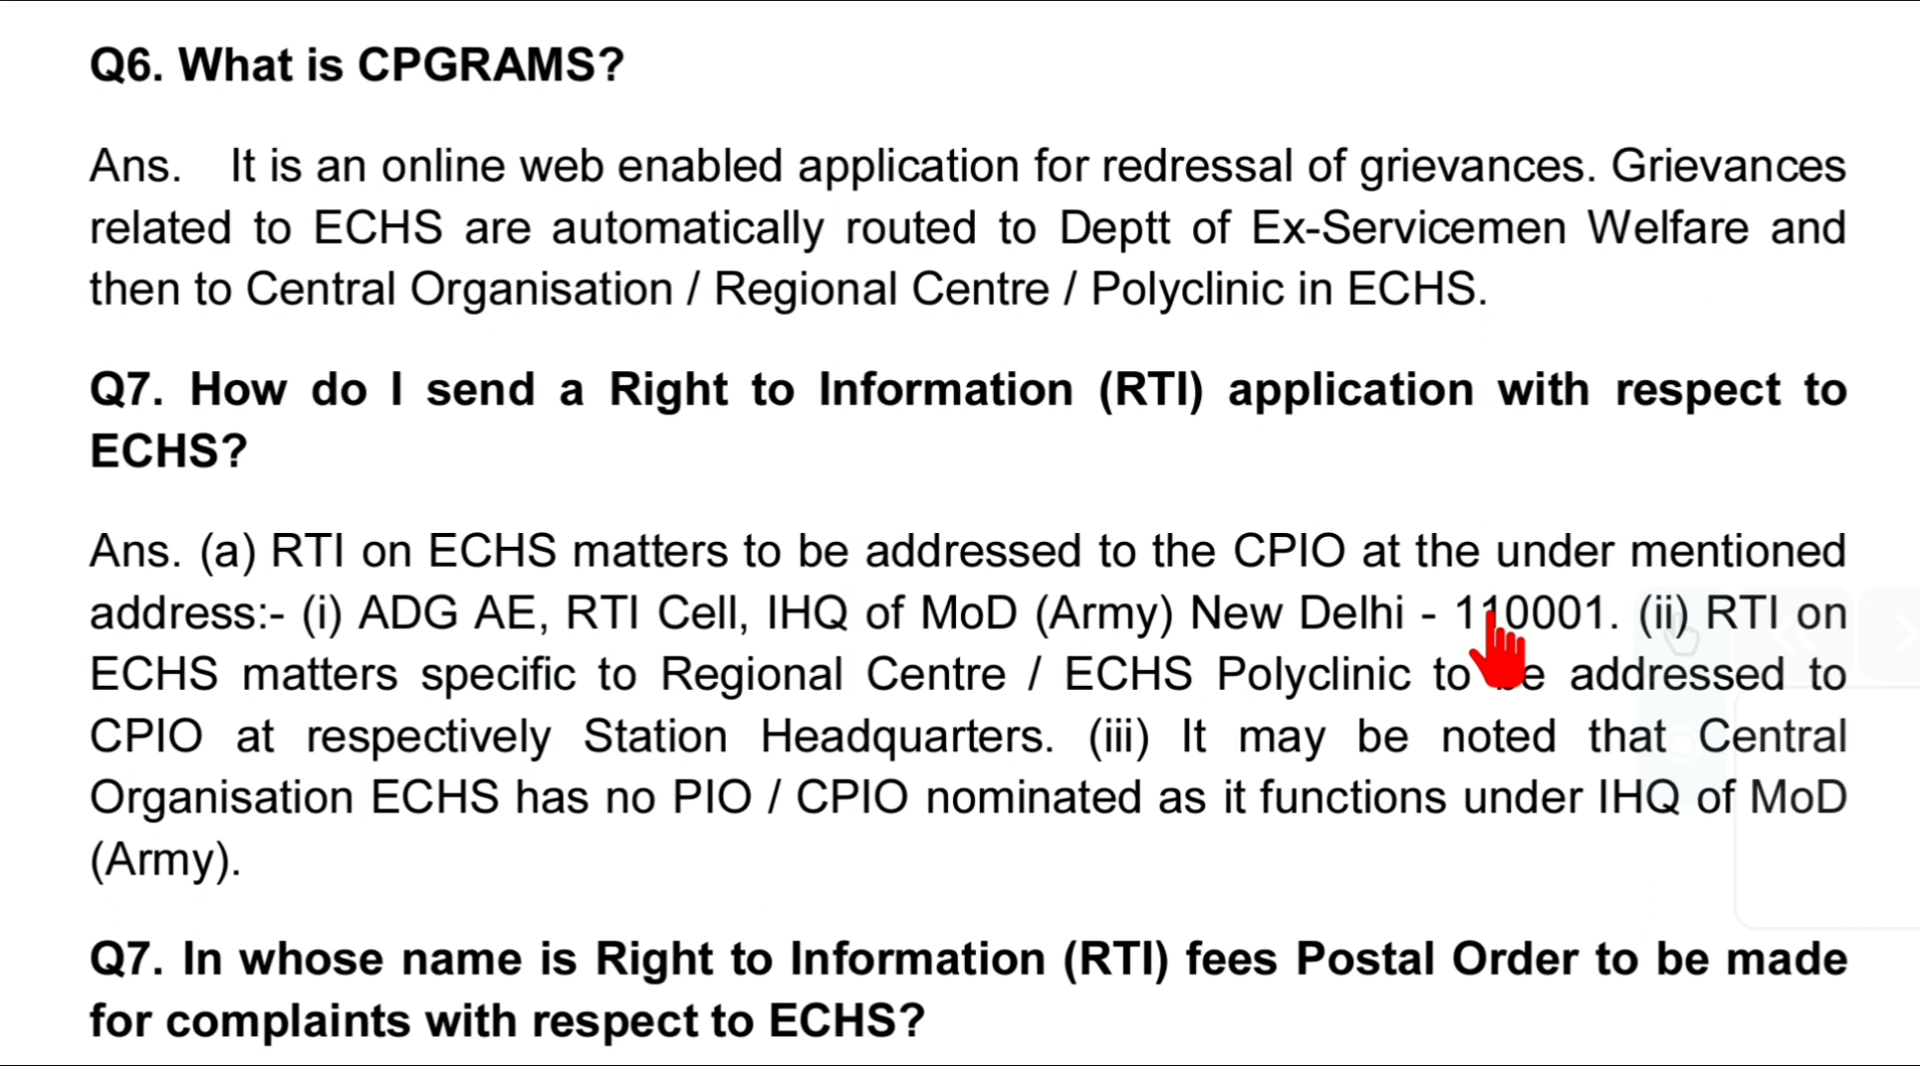 Q6. What is CPGRAMS?
Ans. It is an online web enabled application for redressal of grievances. Grievances
related to ECHS are automatically routed to Deptt of Ex-Servicemen Welfare and
then to Central Organisation / Regional Centre / Polyclinic in ECHS.
Q7. How do I send a Right to Information (RTI) application with respect to
ECHS?
Ans. (a) RTI on ECHS matters to be addressed to the CPIO at the under mentioned
address:- (i) ADG AE, RTI Cell, IHQ of MoD (Army) New Delhi - 110001. (ii) RTI on
ECHS matters specific to Regional Centre / ECHS Polyclinic to be addressed to
CPIO at respectively Station Headquarters. (iii) It may be noted that Central
Organisation ECHS has no PIO / CPIO nominated as it functions under IHQ of MoD
(Army).
Q7. In whose name is Right to Information (RTI) fees Postal Order to be made
for complaints with respect to ECHS?